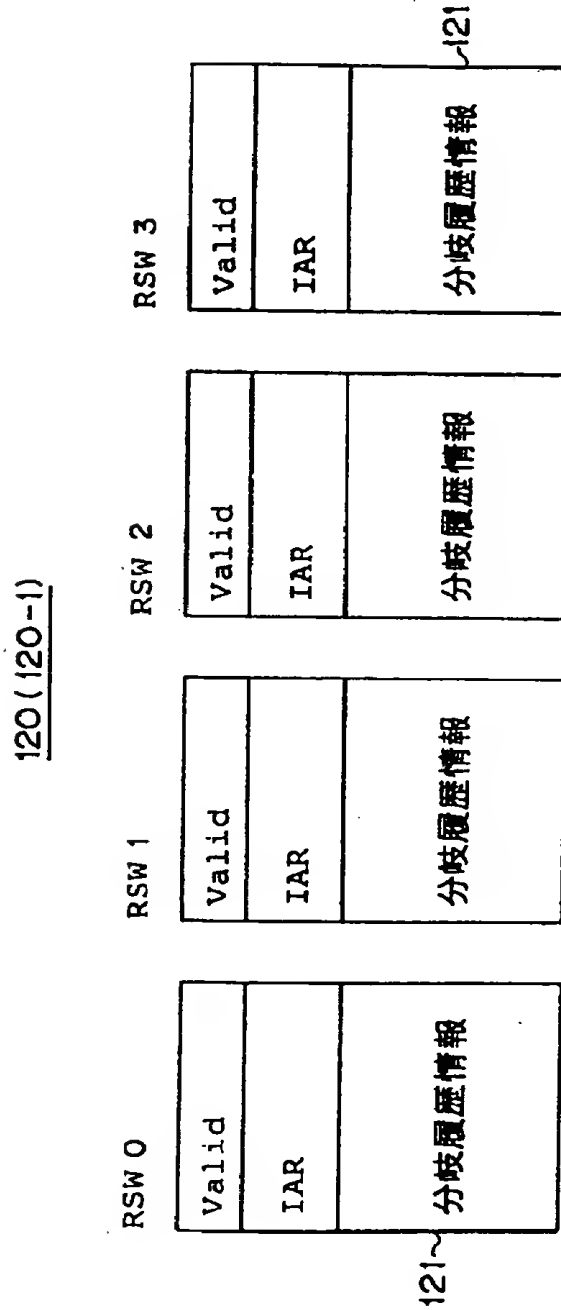 120(120-1)
RSW 0
Valid
IAR
分岐履歴情報
121
RSW 1
Valid
IAR
分岐履歴情報
RSW 2
Valid
IAR
分岐履歴情報
RSW 3
Valid
IAR
分岐履歴情報
121